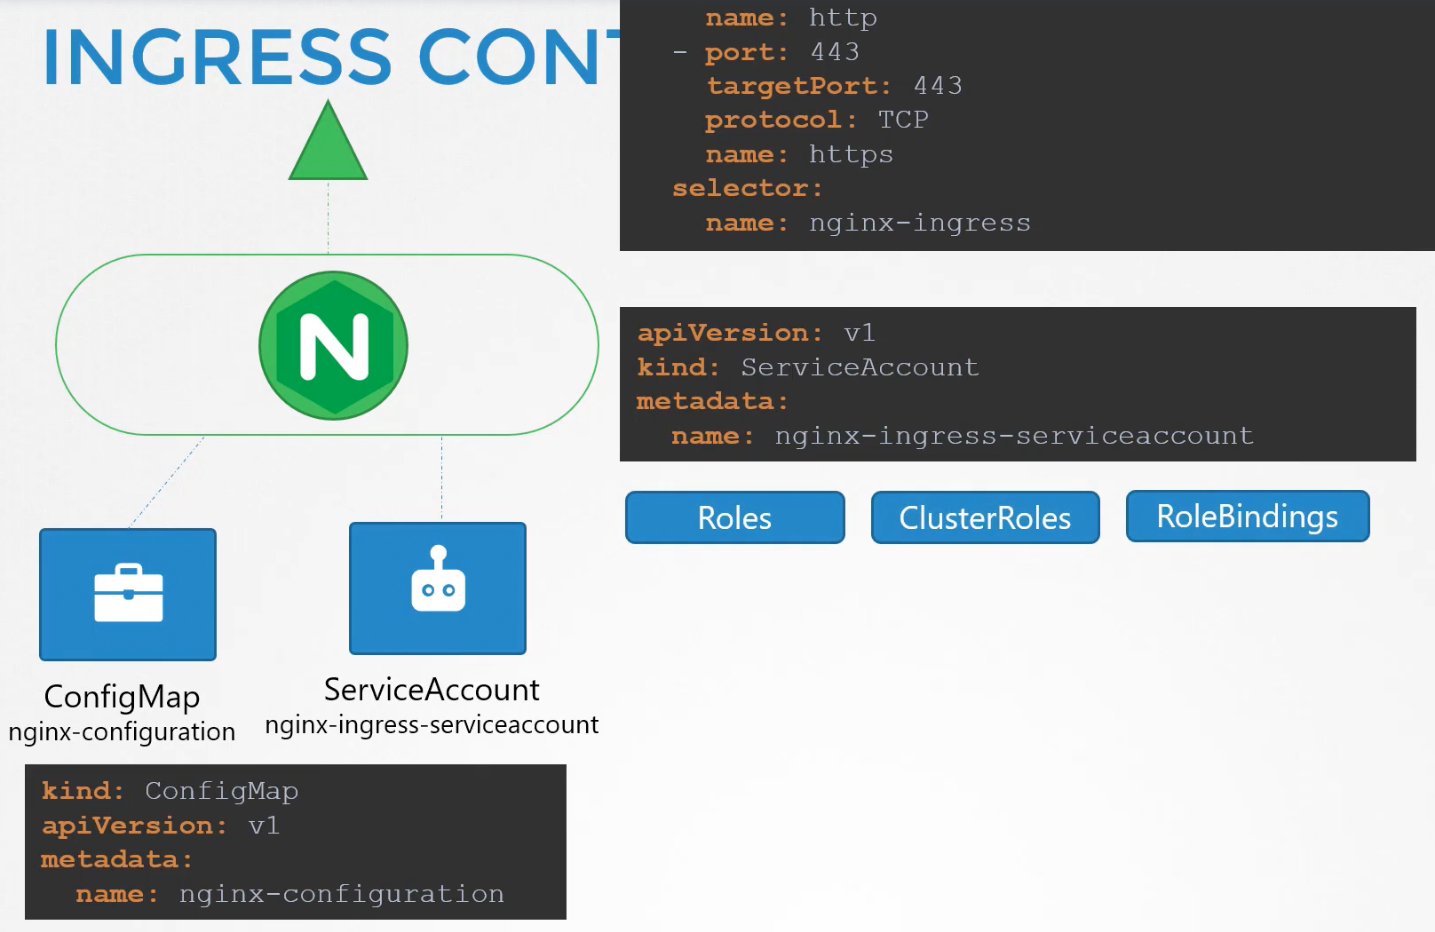 INGRESS CONT
name: http
- port: 443
targetPort: 443
protocol: TCP
name: https
selector:
name: nginx-ingress
N
apiVersion: v1
kind: ServiceAccount
metadata:
name: nginx-ingress-serviceaccount
Roles
ClusterRoles
RoleBindings
ConfigMap
nginx-configuration
ServiceAccount
nginx-ingress-serviceaccount
kind: ConfigMap
apiVersion: v1
metadata:
name: nginx-configuration